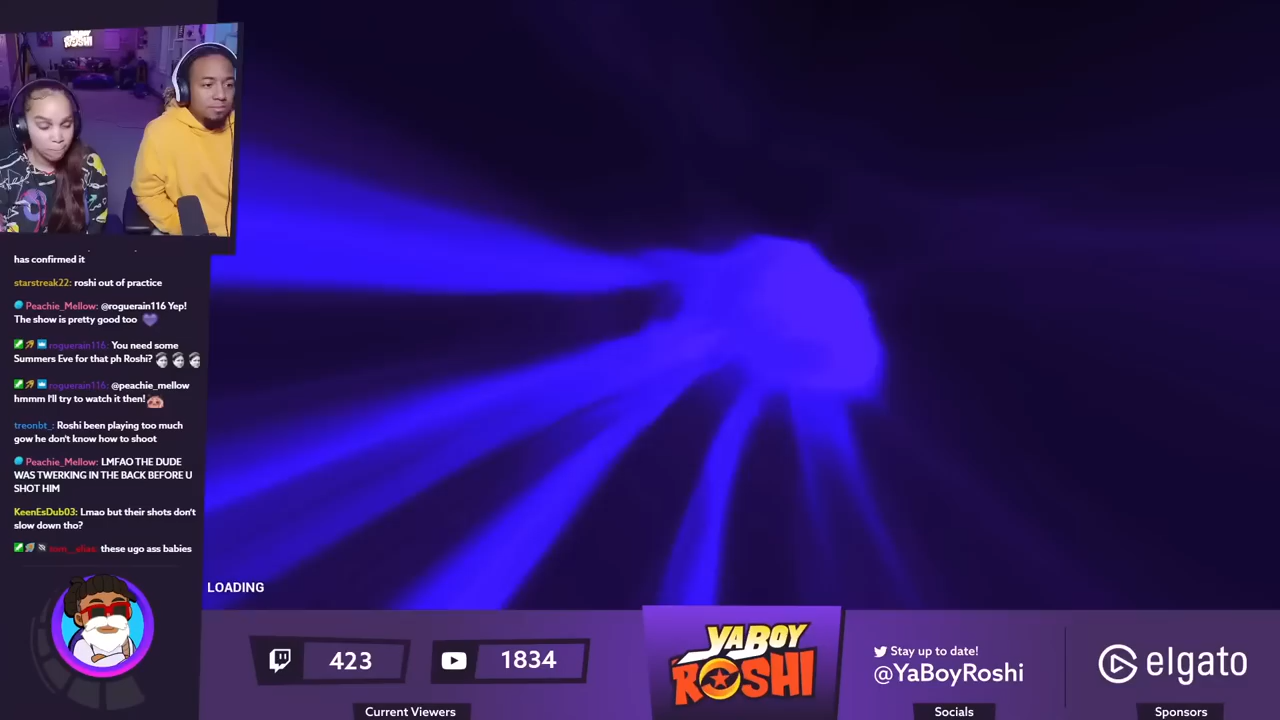 YABOY
ROSHI
has confirmed it
starstreak22: roshi out of practice
Peachie_Mellow: @roguerain116 Yep!
The show is pretty good too
roguerain116: You need some
Summers Eve for that ph Roshi?
roguerain116: @peachie_mellow
hmmm I'll try to watch it then!
treonbt_: Roshi been playing too much
gow he don't know how to shoot
Peachie_Mellow: LMFAO THE DUDE
WAS TWERKING IN THE BACK BEFORE U
SHOT HIM
KeenEsDub03: Lmao but their shots don't
slow down tho?
these ugo ass babies
LOADING
423
1834
Current Viewers
YABOY
ROSHI
Stay up to date!
@YaBoyRoshi
Socials
elgato
Sponsors